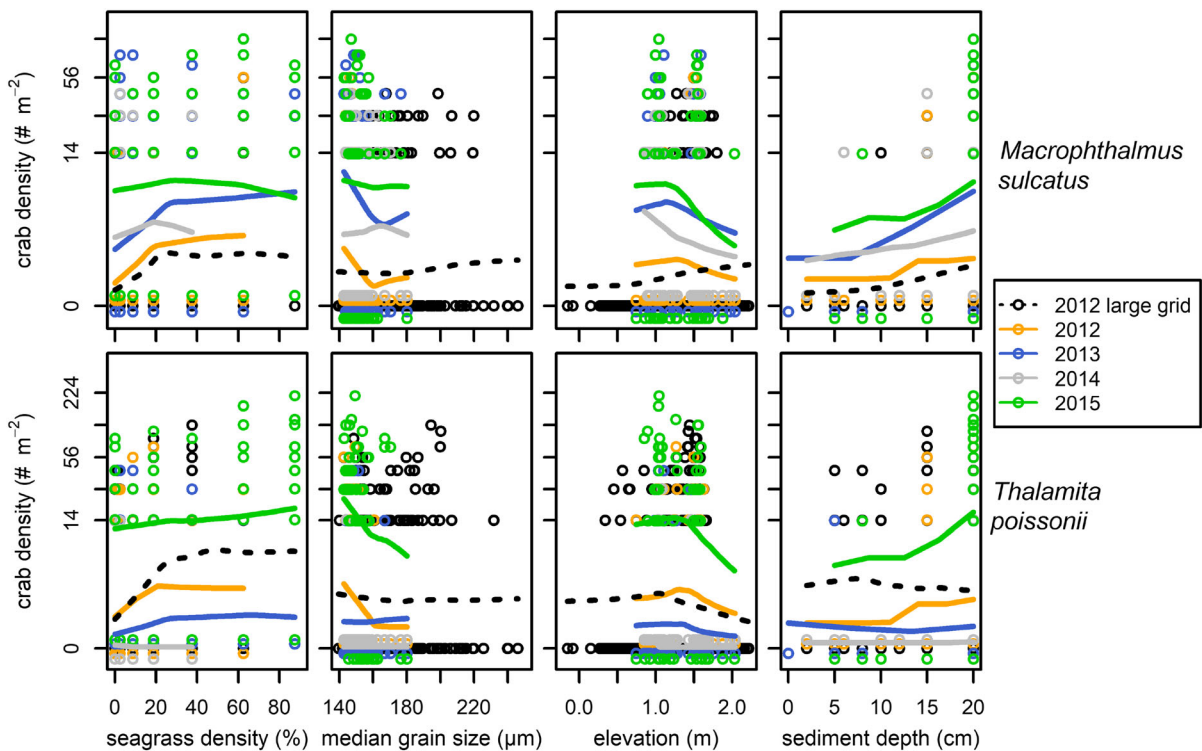 crab density (# m⁻²)
56
14
0
Macrophthalmus
sulcatus
2012 large grid
2012
2013
2014
2015
crab density (# m⁻²)
224
56
14
0
Thalamita
poissonii
0 20 40 60 80
140 180 220
0.0 1.0 2.0
0 5 10 15 20
seagrass density (%)
median grain size (µm)
elevation (m)
sediment depth (cm)